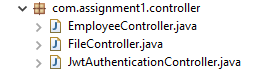 com.assignment1.controller
EmployeeController.java
FileController.java
JwtAuthenticationController.java